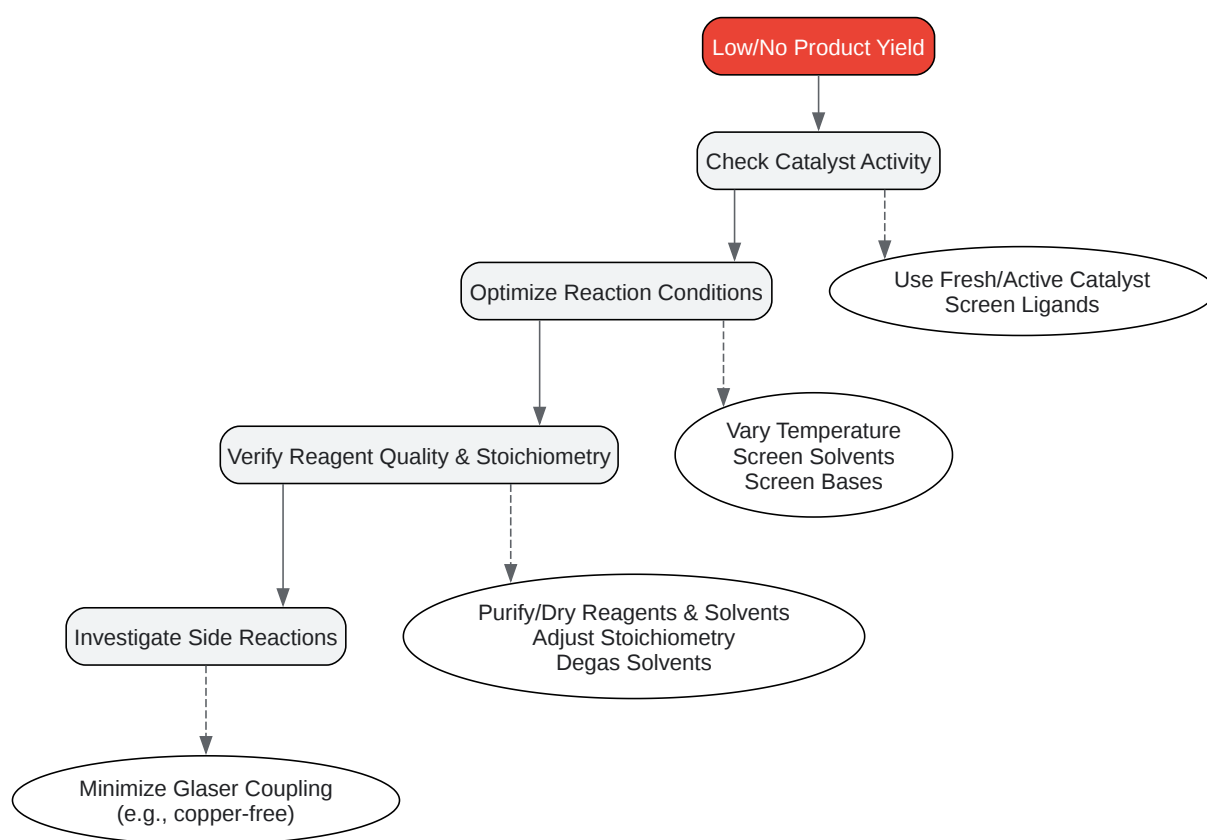 Low/No Product Yield
Check Catalyst Activity
Use Fresh/Active Catalyst
Screen Ligands
Optimize Reaction Conditions
Vary Temperature
Screen Solvents
Screen Bases
Verify Reagent Quality & Stoichiometry
Purify/Dry Reagents & Solvents
Adjust Stoichiometry
Degas Solvents
Investigate Side Reactions
Minimize Glaser Coupling
(e.g., copper-free)